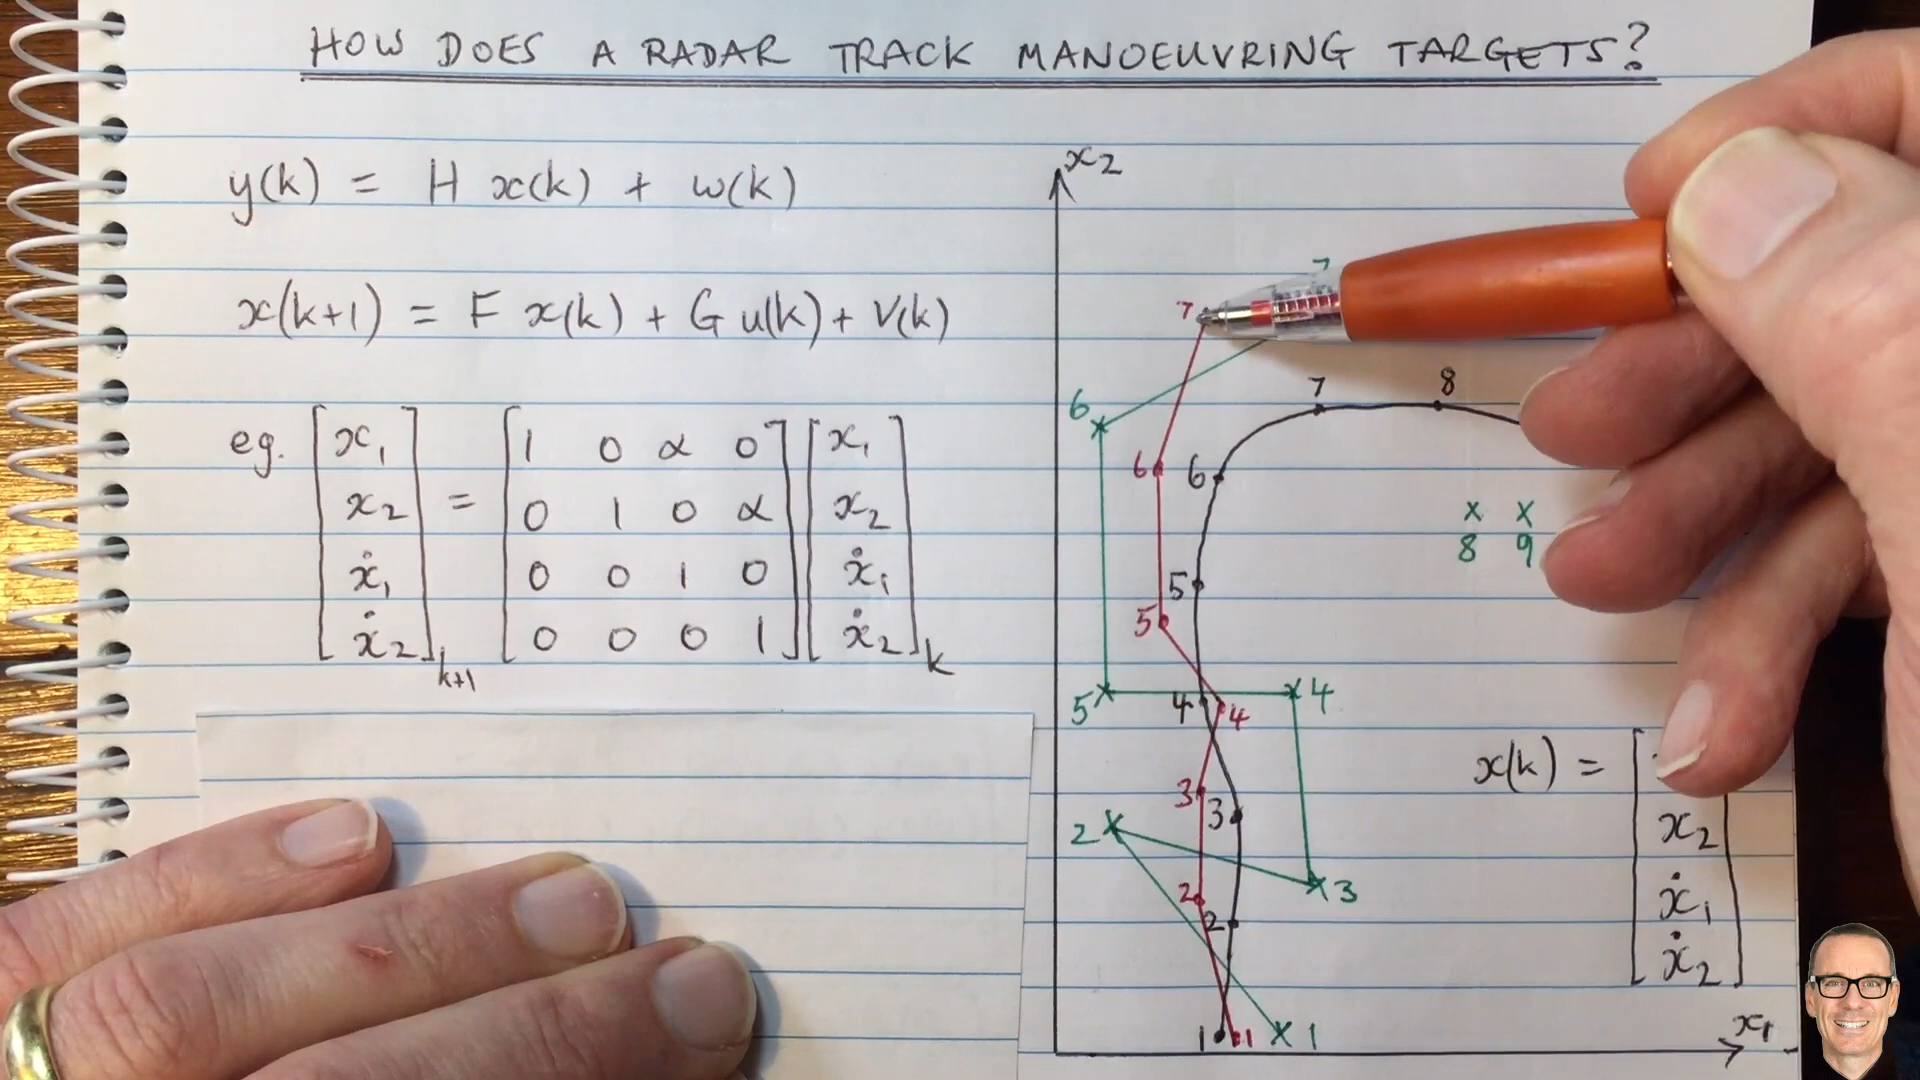 HOW DOES A RADAR TRACK MANOEUVRING TARGETS?
y(k) = H x(k) + w(k)
x(k+1) = F x(k) + G u(k) + v(k)
eg. [x₁ x₂ ẋ₁ ẋ₂]k+1 = [1 0 α 0; 0 1 0 α; 0 0 1 0; 0 0 0 1] [x₁ x₂ ẋ₁ ẋ₂]k
x₂
7
7
7 8
6
6 6
x x
8 9
5
5
5 4 4 4
3 3
2
3
2 2
1 1 1
x(k) =
x₂
ẋ₁
ẋ₂
x₁